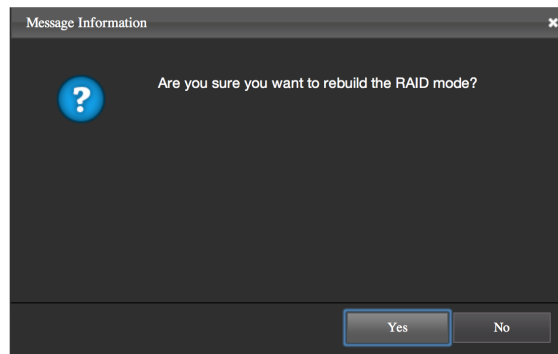 Message Information
Are you sure you want to rebuild the RAID mode?
Yes
No